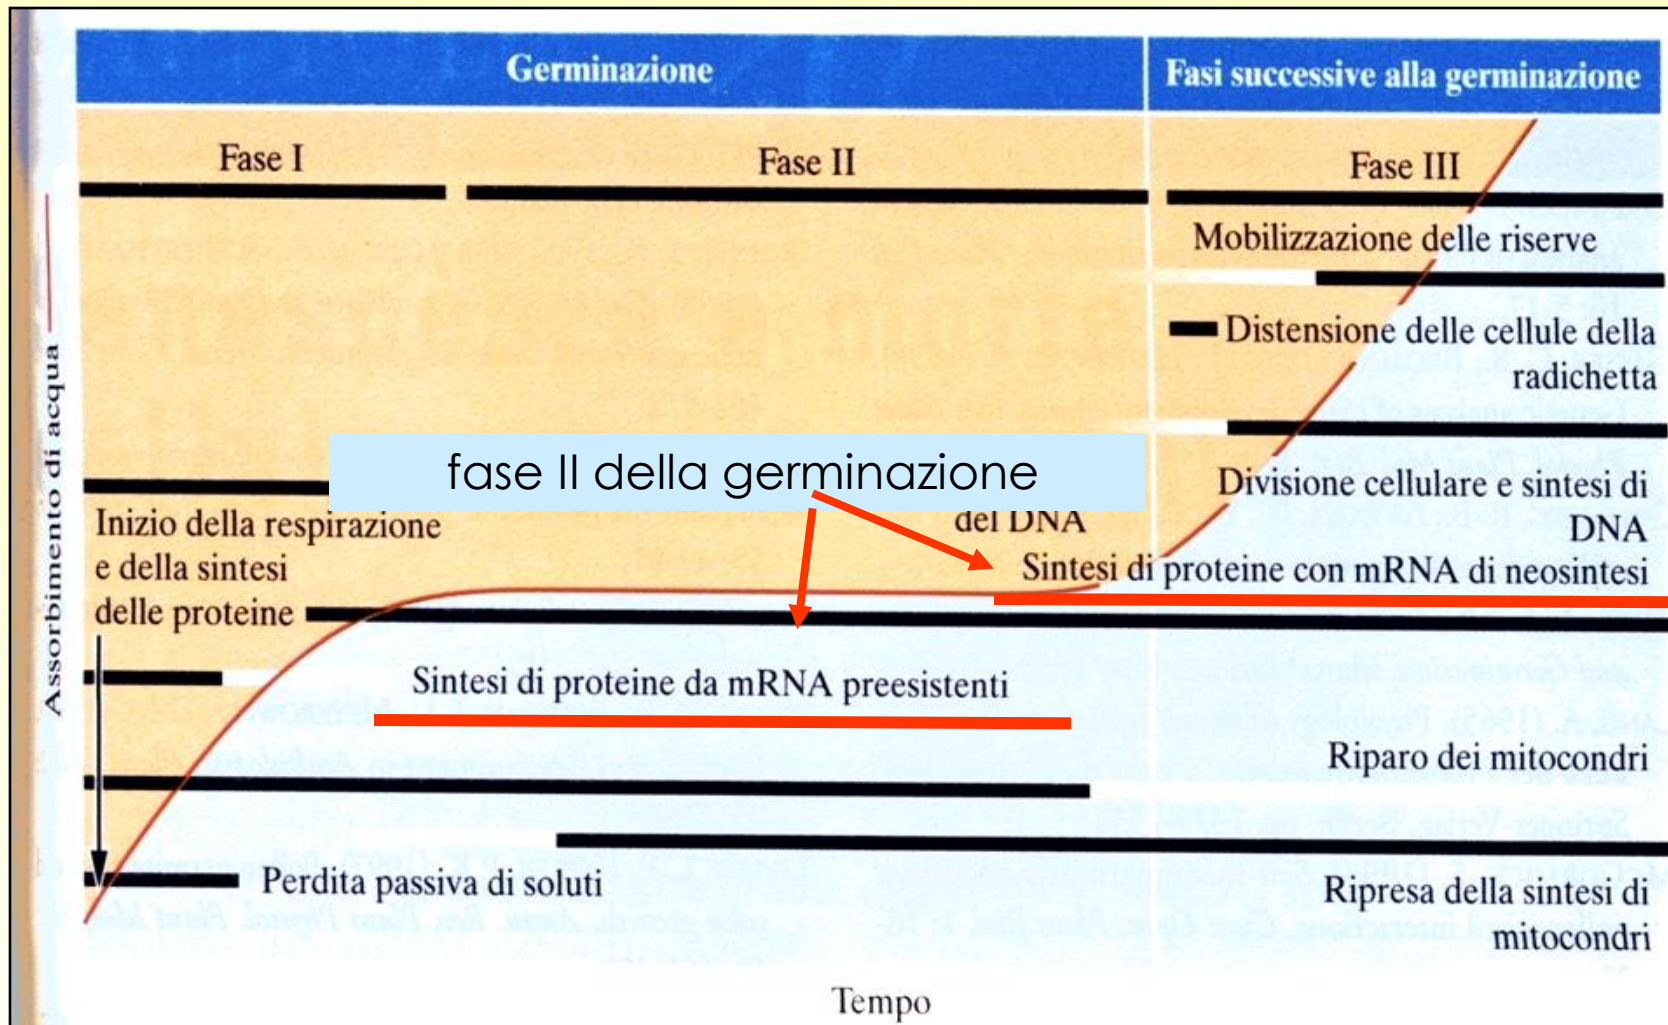 Germinazione
Fasi successive alla germinazione
Fase I
Fase II
Fase III
Mobilizzazione delle riserve
Distensione delle cellule della
radichetta
Assorbimento di acqua
fase II della germinazione
Divisione cellulare e sintesi di
DNA
del DNA
Inizio della respirazione
e della sintesi
delle proteine
Sintesi di proteine con mRNA di neosintesi
Sintesi di proteine da mRNA preesistenti
Riparo dei mitocondri
Perdita passiva di soluti
Ripresa della sintesi di
mitocondri
Tempo